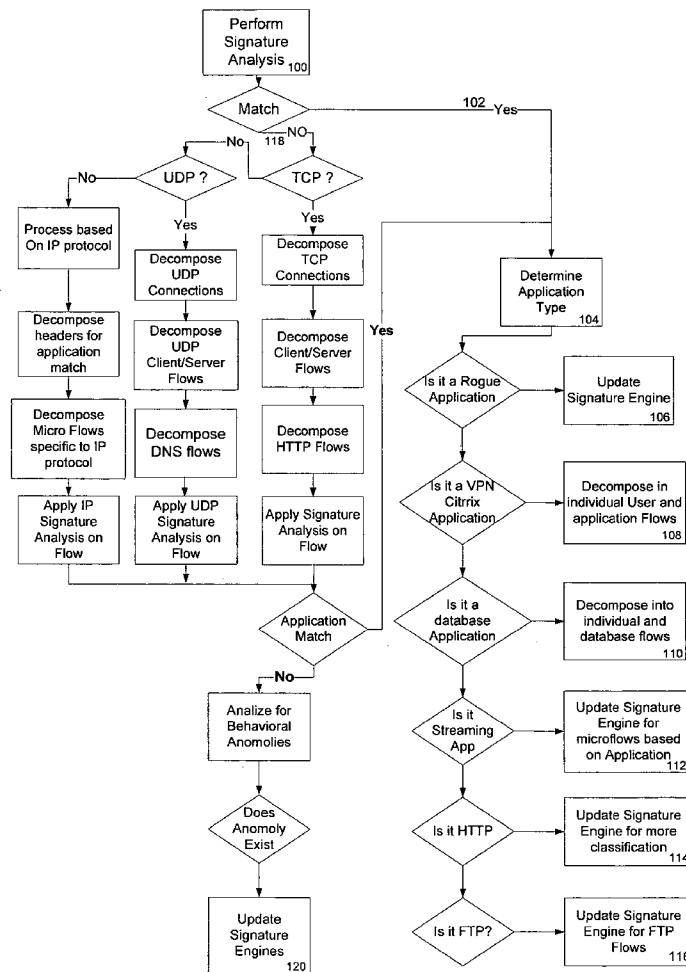 Perform
Signature
Analysis
100
Match
102
Yes
118
NO
No
No
UDP ?
TCP ?
Process based
On IP protocol
Yes
Yes
Decompose
UDP
Connections
Decompose
TCP
Connections
Determine
Application
Type
104
Decompose
headers for
application
match
Decompose
UDP
Client/Server
Flows
Decompose
Client/Server
Flows
Yes
Is it a Rogue
Application
Update
Signature Engine
106
Decompose
Micro Flows
specific to IP
protocol
Decompose
DNS flows
Decompose
HTTP Flows
Is it a VPN
Citrrix
Application
Decompose in
individual User and
application Flows
108
Apply IP
Signature
Analysis on
Flow
Apply UDP
Signature
Analysis on
Flow
Apply Signature
Analysis on
Flow
Application
Match
Is it a
database
Application
Decompose into
individual and
database flows
110
No
Analize for
Behavioral
Anomolies
Is it
Streaming
App
Update Signature
Engine for
microflows based
on Application
112
Does
Anomoly
Exist
Is it HTTP
Update Signature
Engine for more
classification
114
Update
Signature
Engines
120
Is it FTP?
Update Signature
Engine for FTP
Flows
116